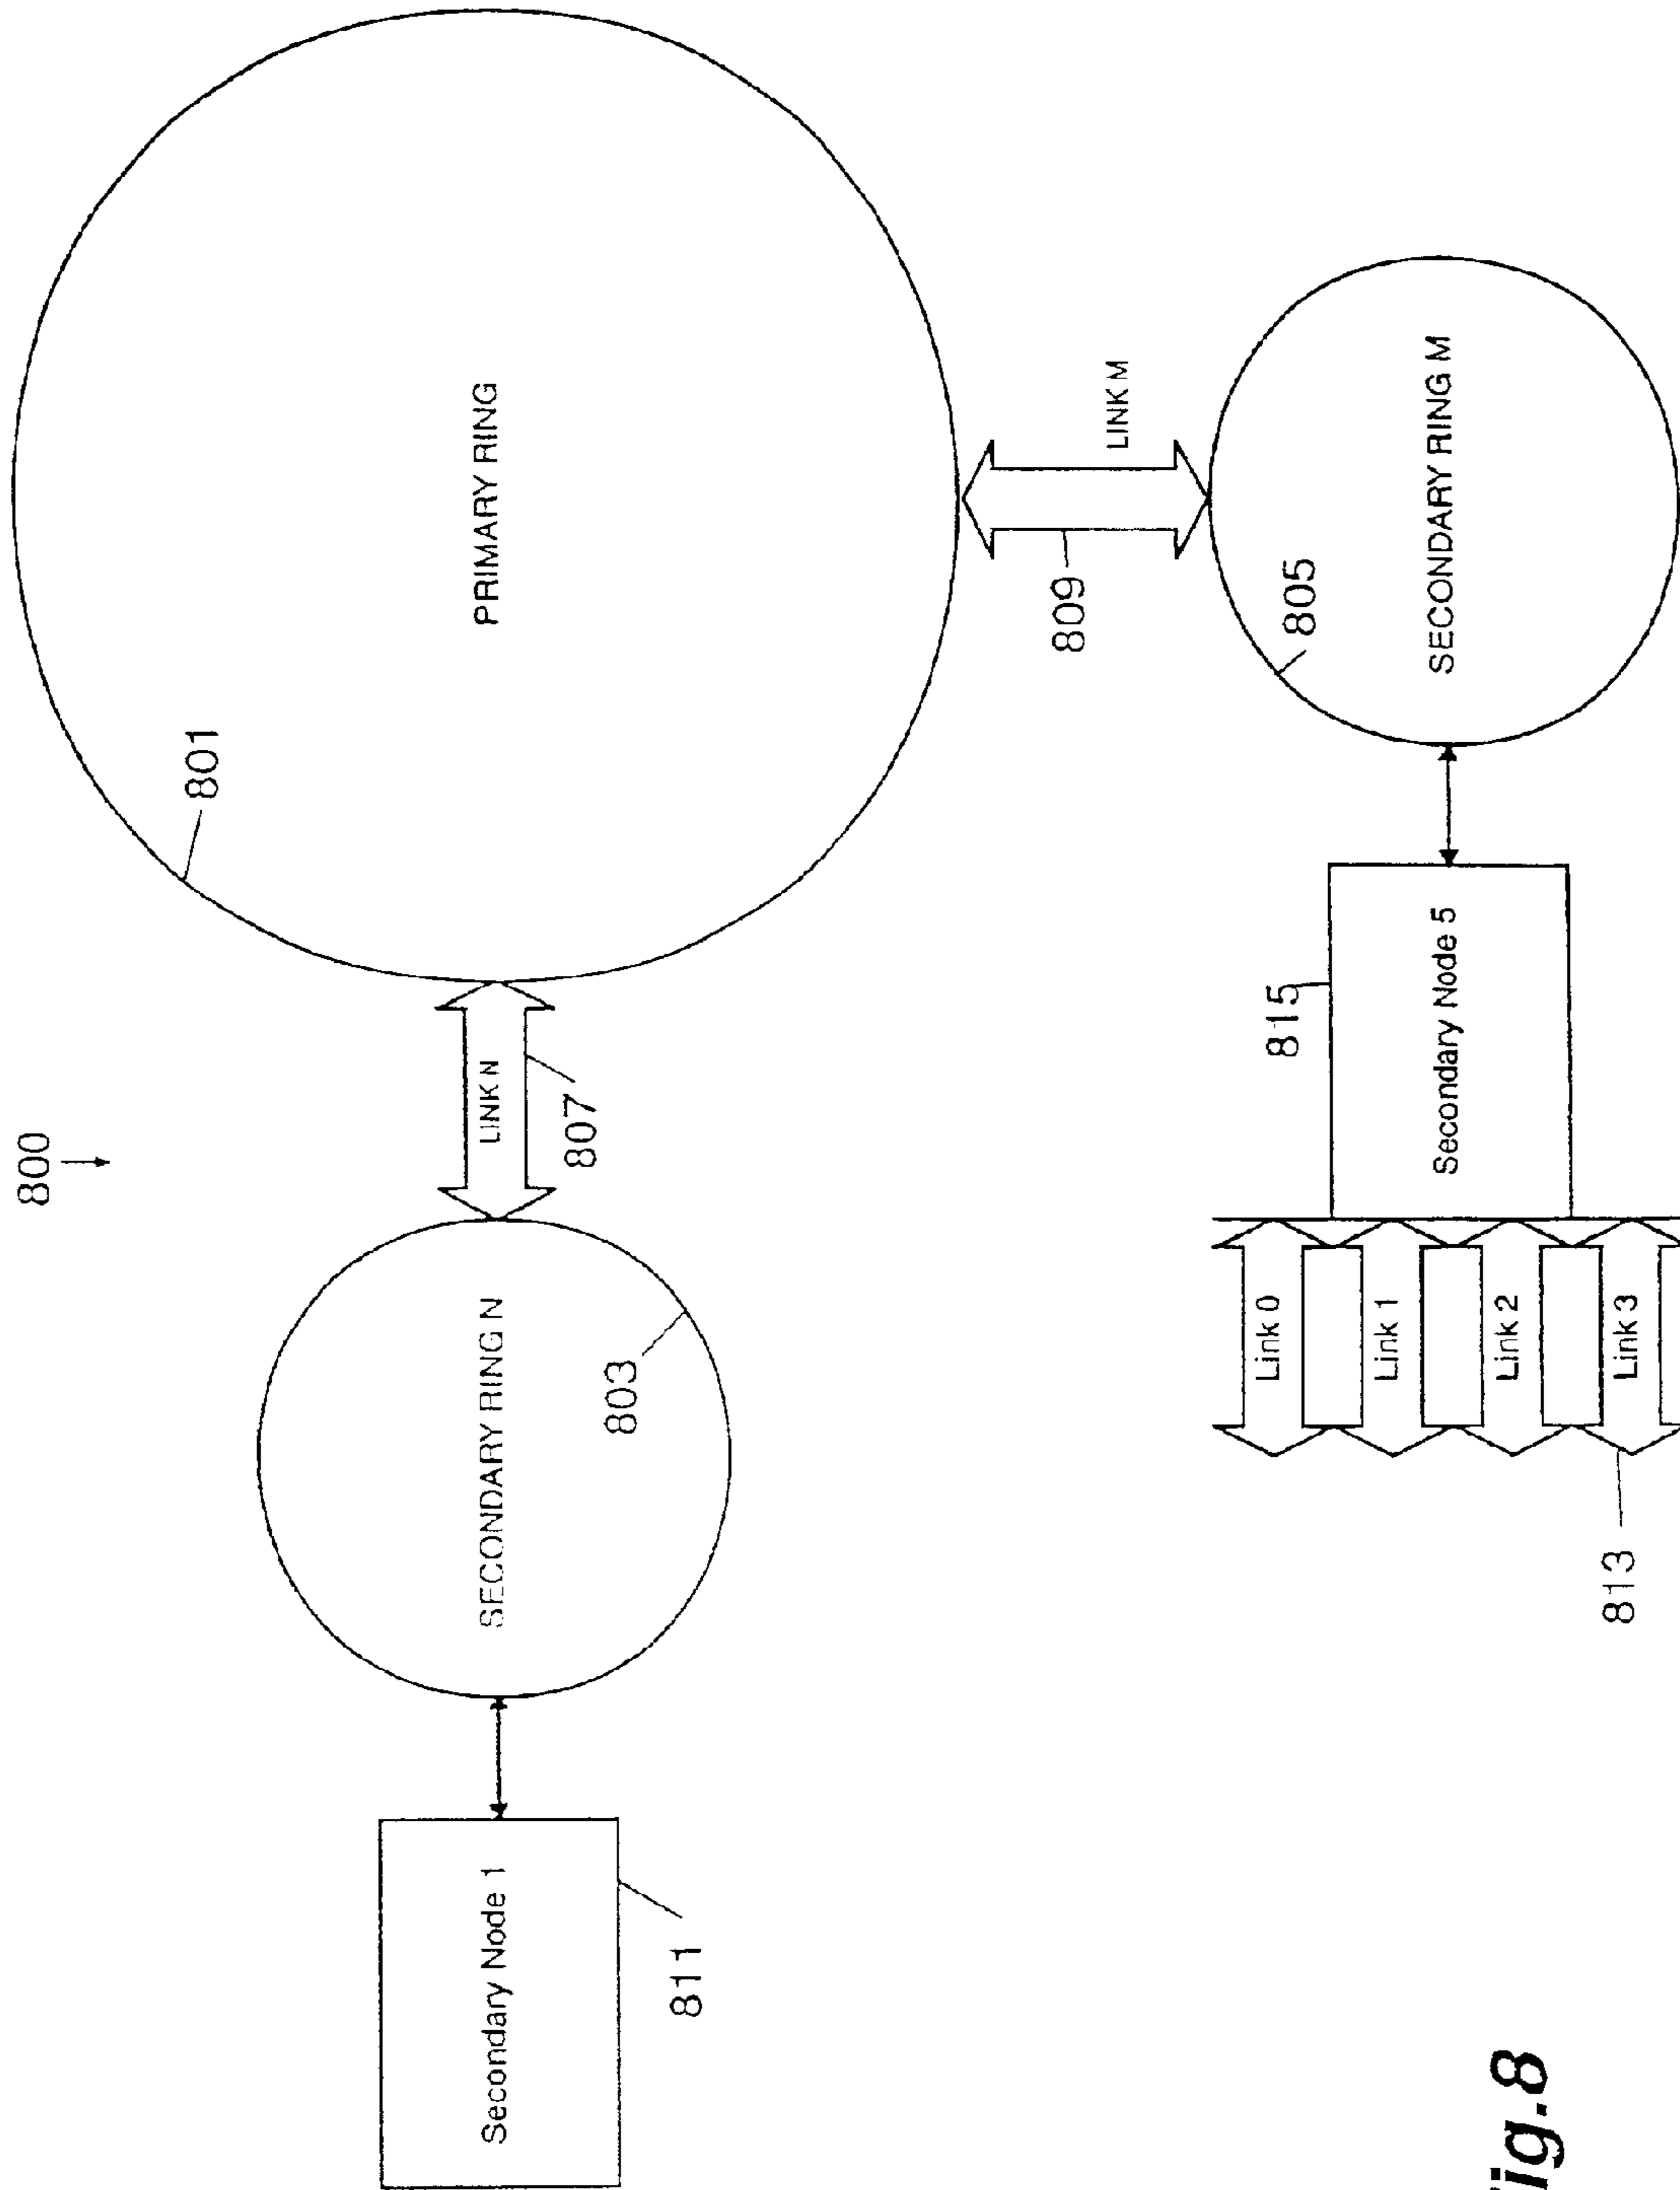 800
801
Secondary Node 1
SECONDARY RING N
LINK N
PRIMARY RING
807
803
811
809
LINK M
805
815
Link 0
Link 1
Link 2
Link 3
Secondary Node 5
SECONDARY RING M
813
Fig.8